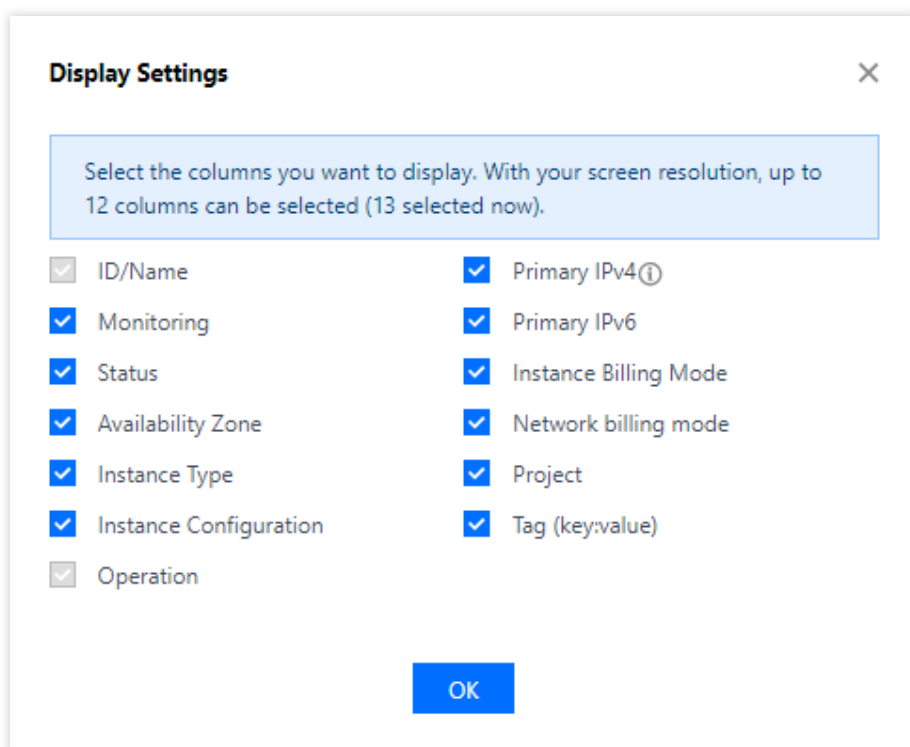 Display Settings
Select the columns you want to display. With your screen resolution, up to
12 columns can be selected (13 selected now).
ID/Name
Monitoring
Status
Availability Zone
Instance Type
Instance Configuration
Operation
Primary IPv4
Primary IPv6
Instance Billing Mode
Network billing mode
Project
Tag (key:value)
OK